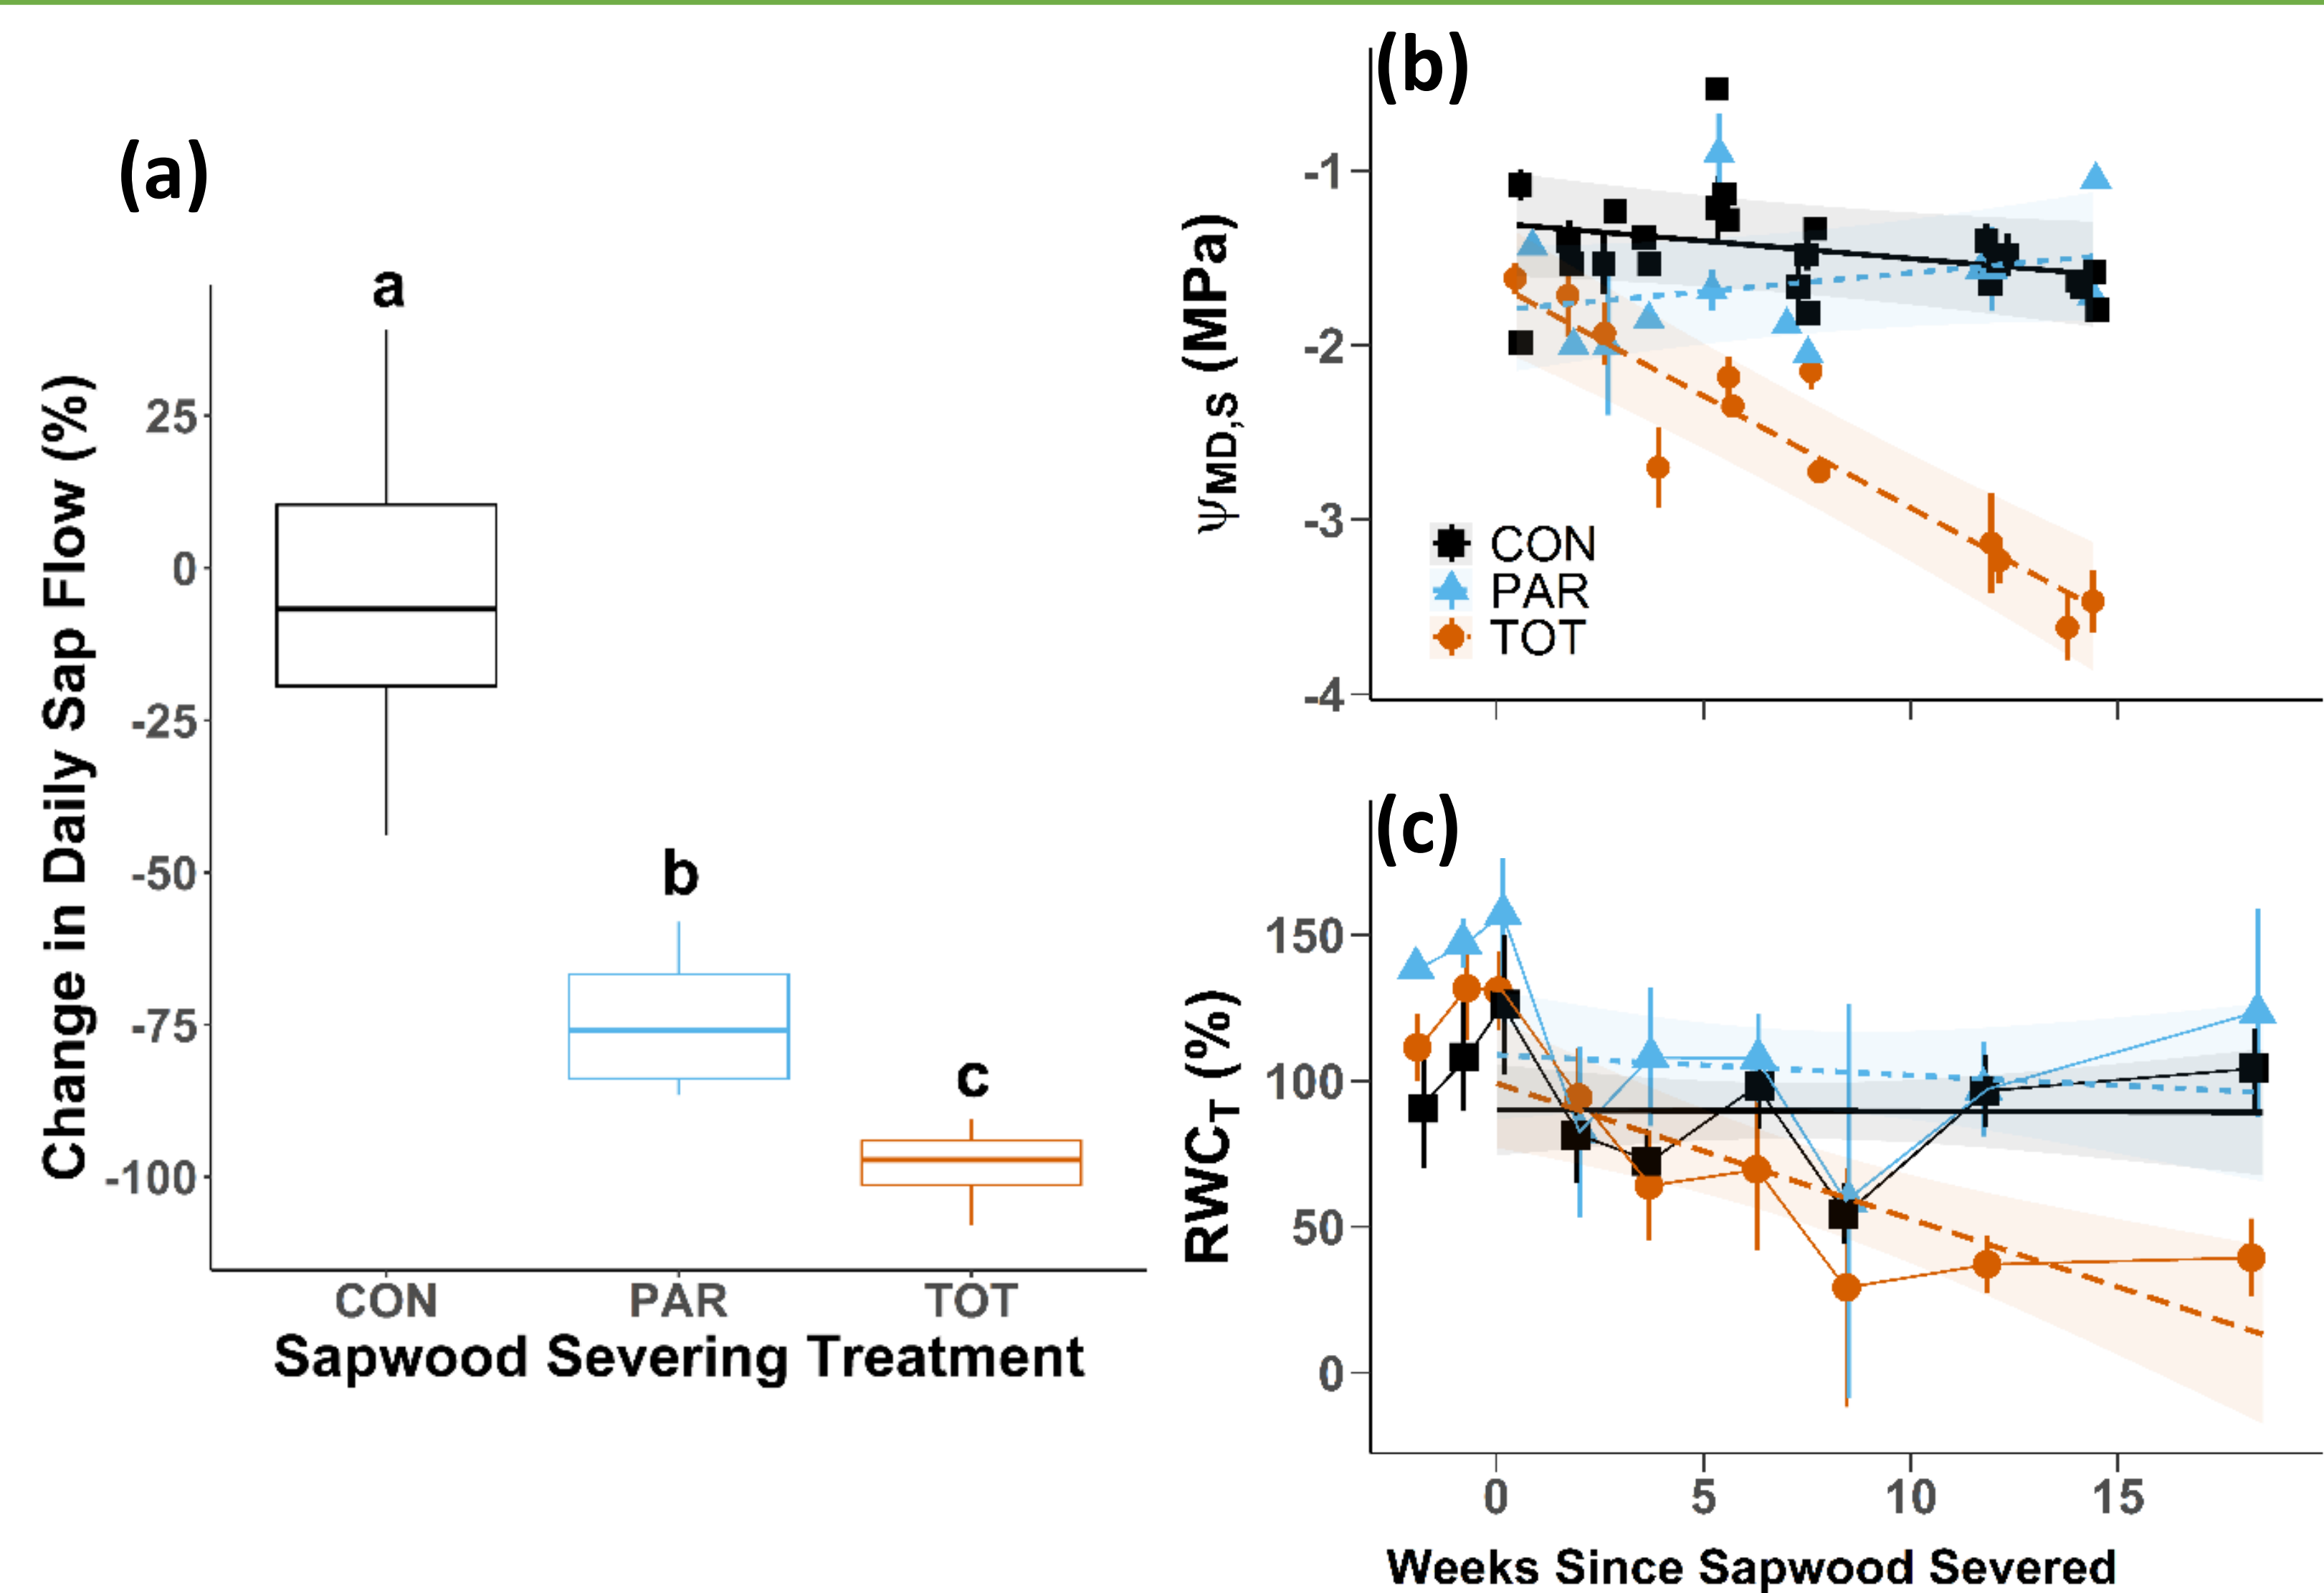 (a)
Change in Daily Sap Flow (%)
25
0
-25
-50
-75
-100
a
b
c
CON PAR TOT
Sapwood Severing Treatment
(b)
ΨMD,S (MPa)
-1
-2
-3
-4
CON
PAR
TOT
(c)
RWCT (%)
150
100
50
0
0 5 10 15
Weeks Since Sapwood Severed